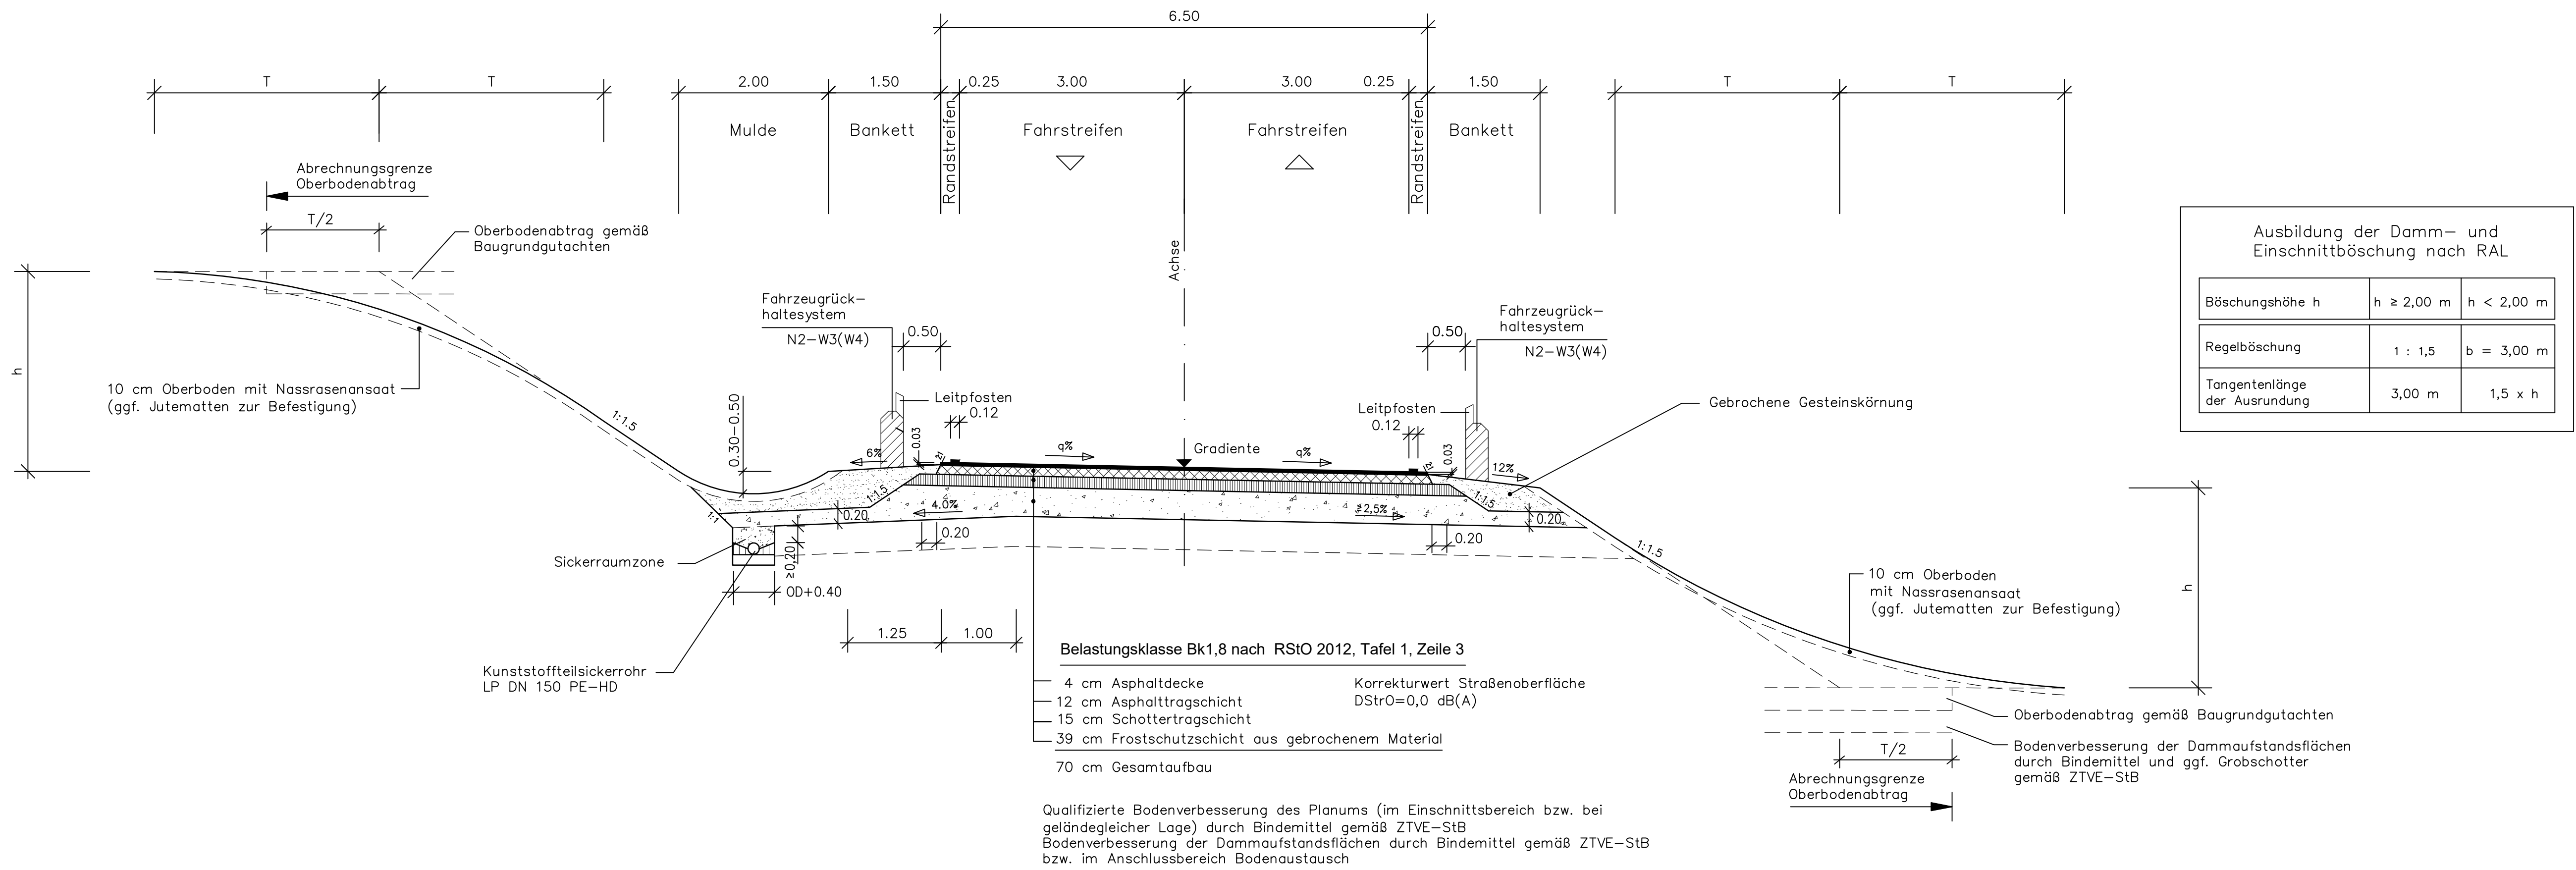 6.50
T
T
2.00
1.50
0.25
3.00
3.00
0.25
1.50
T
T
Mulde
Bankett
Randstreifen
Fahrstreifen
Fahrstreifen
Randstreifen
Bankett
Abrechnungsgrenze
Oberbodenabtrag
T/2
Oberbodenabtrag gemäß
Baugrundgutachten
Achse
Ausbildung der Damm– und
Einschnittböschung nach RAL
Böschungshöhe h
h ≥ 2,00 m
h < 2,00 m
Regelböschung
1 : 1,5
b = 3,00 m
Tangentenlänge
der Ausrundung
3,00 m
1,5 x h
Fahrzeugrück–
haltesystem
N2–W3(W4)
0.50
0.50
Fahrzeugrück–
haltesystem
N2–W3(W4)
h
10 cm Oberboden mit Nassrasenansaat
(ggf. Jutematten zur Befestigung)
1:1.5
0.30–0.50
Leitpfosten
0.12
0.03
Leitpfosten
0.12
0.03
Gebrochene Gesteinskörnung
6%
2:1
q%
Gradiente
q%
2:1
12%
1:1.5
1:1
0.20
4.0%
≥2,5%
1:1.5
0.20
0.20
0.20
1:1.5
Sickerraumzone
≥0,20
OD+0.40
1.25
1.00
Kunststoffteilsickerrohr
LP DN 150 PE–HD
Belastungsklasse Bk1,8 nach RStO 2012, Tafel 1, Zeile 3
4 cm Asphaltdecke
12 cm Asphalttragschicht
15 cm Schottertragschicht
39 cm Frostschutzschicht aus gebrochenem Material
70 cm Gesamtaufbau
Korrekturwert Straßenoberfläche
DStrO=0,0 dB(A)
10 cm Oberboden
mit Nassrasenansaat
(ggf. Jutematten zur Befestigung)
h
Oberbodenabtrag gemäß Baugrundgutachten
T/2
Bodenverbesserung der Dammaufstandsflächen
durch Bindemittel und ggf. Grobschotter
gemäß ZTVE–StB
Abrechnungsgrenze
Oberbodenabtrag
Qualifizierte Bodenverbesserung des Planums (im Einschnittsbereich bzw. bei
geländegleicher Lage) durch Bindemittel gemäß ZTVE–StB
Bodenverbesserung der Dammaufstandsflächen durch Bindemittel gemäß ZTVE–StB
bzw. im Anschlussbereich Bodenaustausch